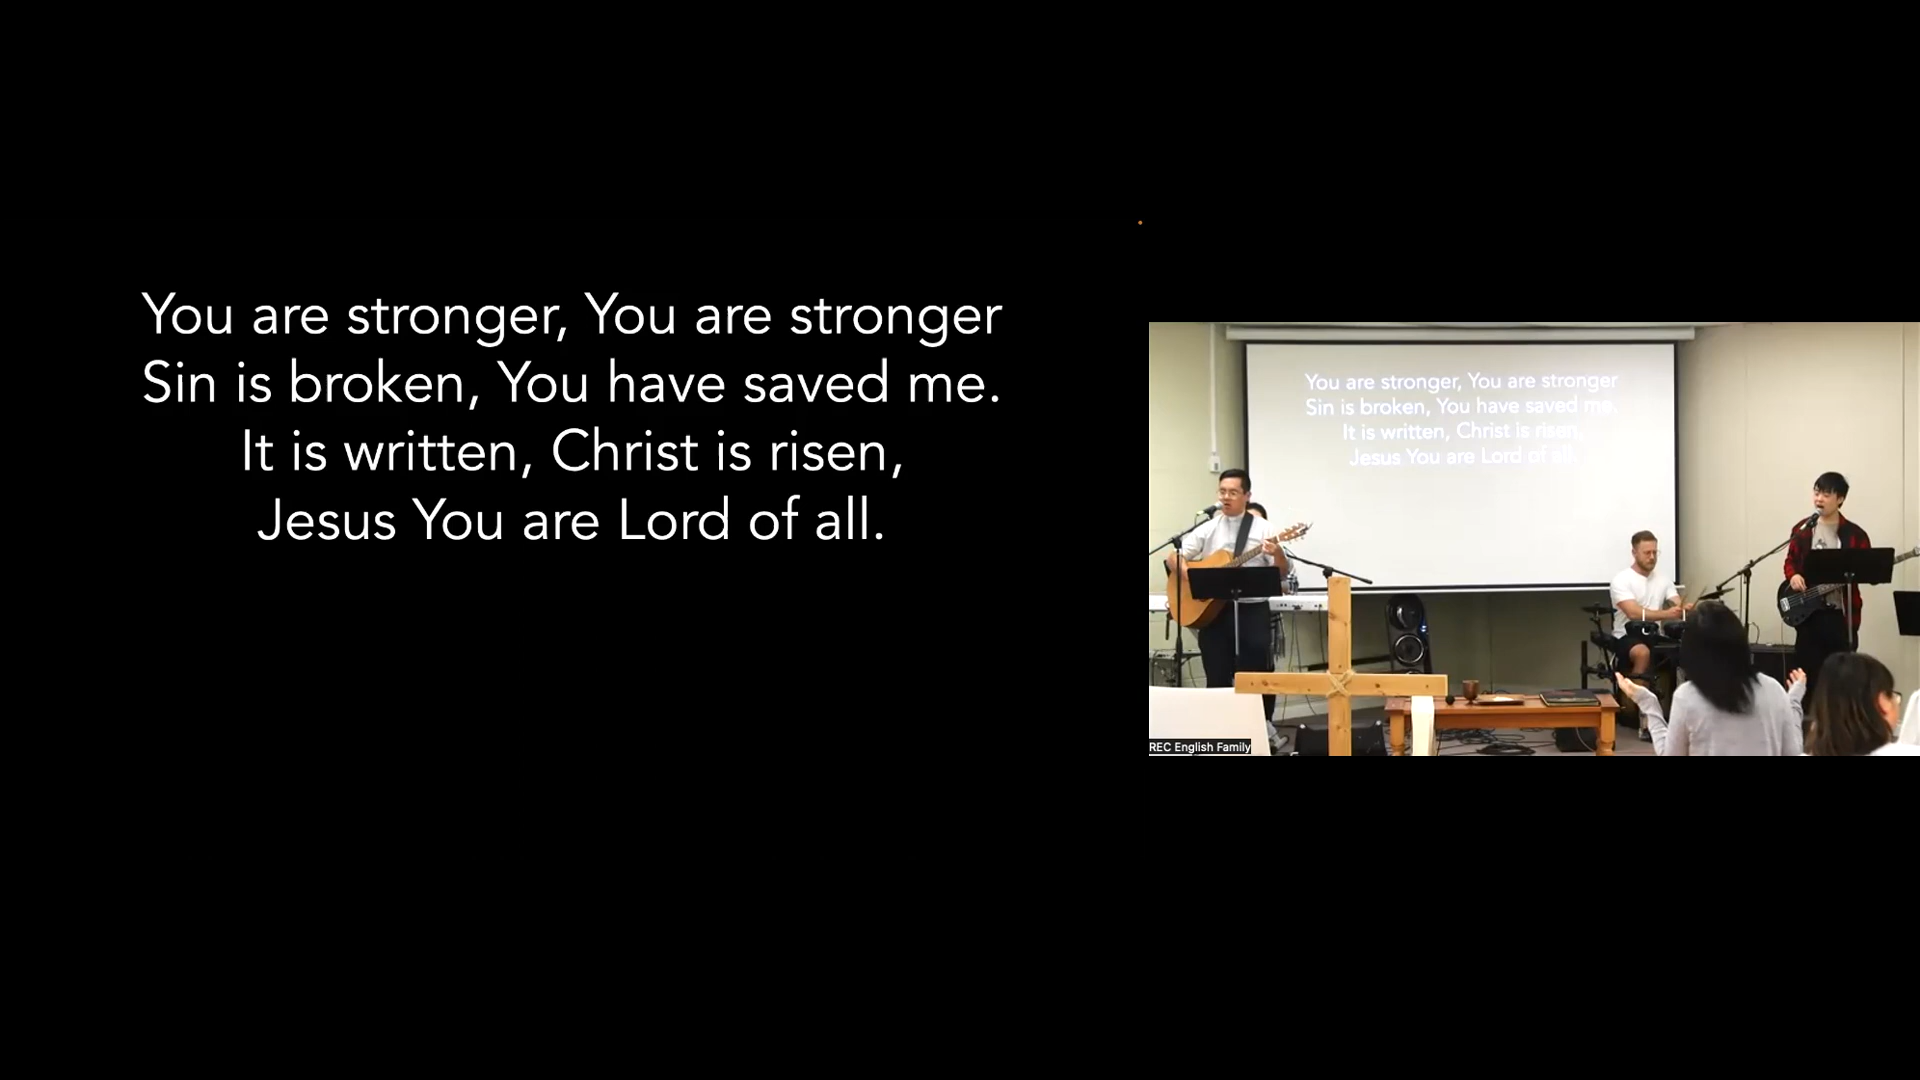 You are stronger, You are stronger
Sin is broken, You have saved me.
It is written, Christ is risen,
Jesus You are Lord of all.
You are stronger, You are stronger
Sin is broken, You have saved me.
It is written, Christ is risen,
Jesus You are Lord of all.
REC English Family